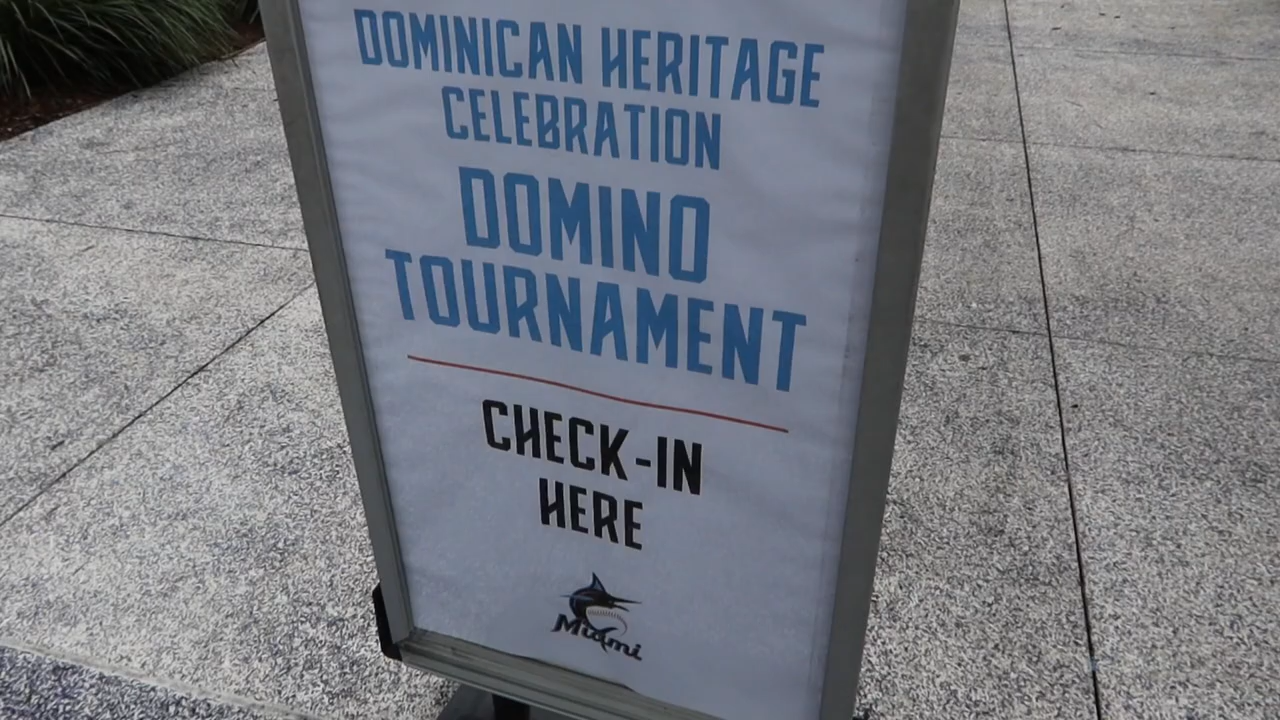 DOMINICAN HERITAGE
CELEBRATION
DOMINO
TOURNAMENT
CHECK-IN
HERE
Miami